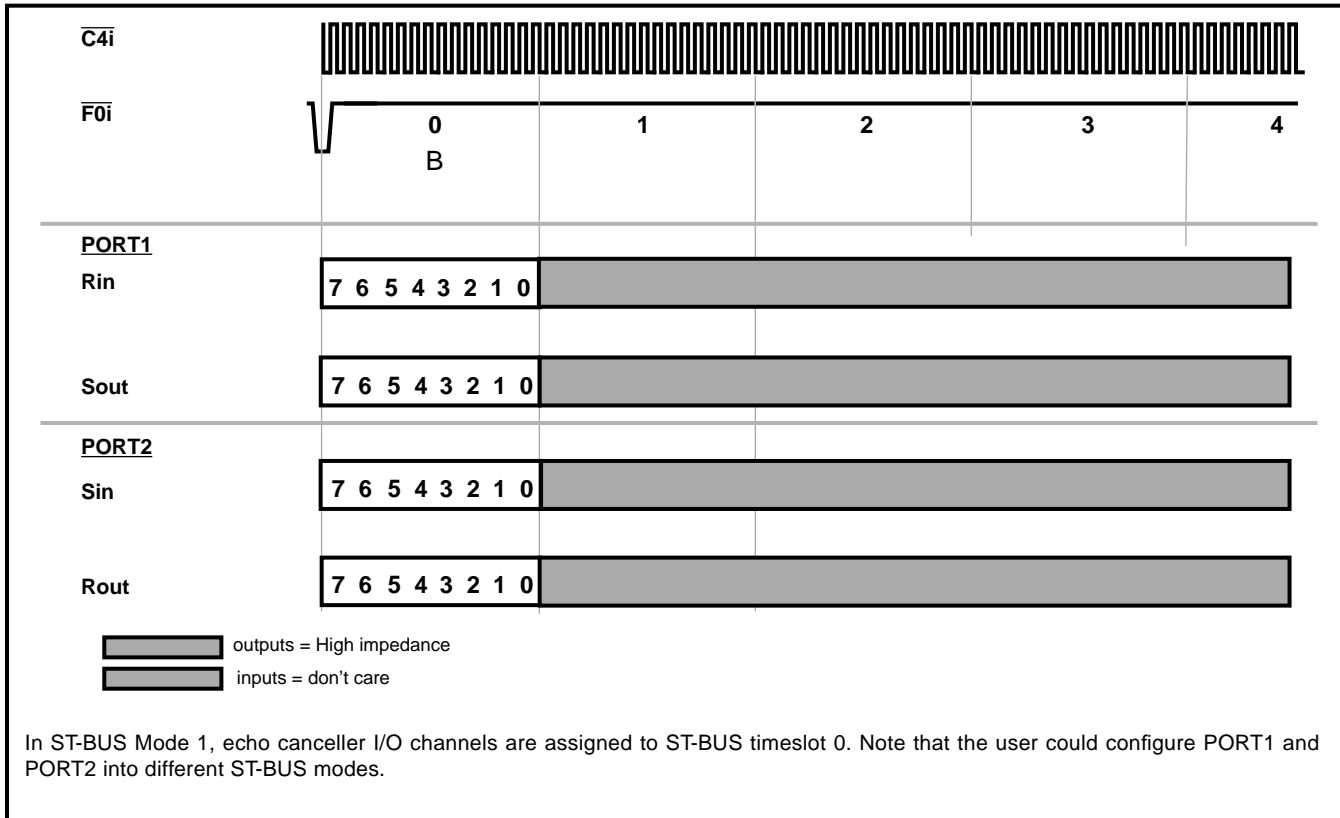 C4i
F0i
0 1 2 3 4
B
PORT1
Rin
7 6 5 4 3 2 1 0
Sout
7 6 5 4 3 2 1 0
PORT2
Sin
7 6 5 4 3 2 1 0
Rout
7 6 5 4 3 2 1 0
outputs = High impedance
inputs = don't care
In ST-BUS Mode 1, echo canceller I/O channels are assigned to ST-BUS timeslot 0. Note that the user could configure PORT1 and
PORT2 into different ST-BUS modes.